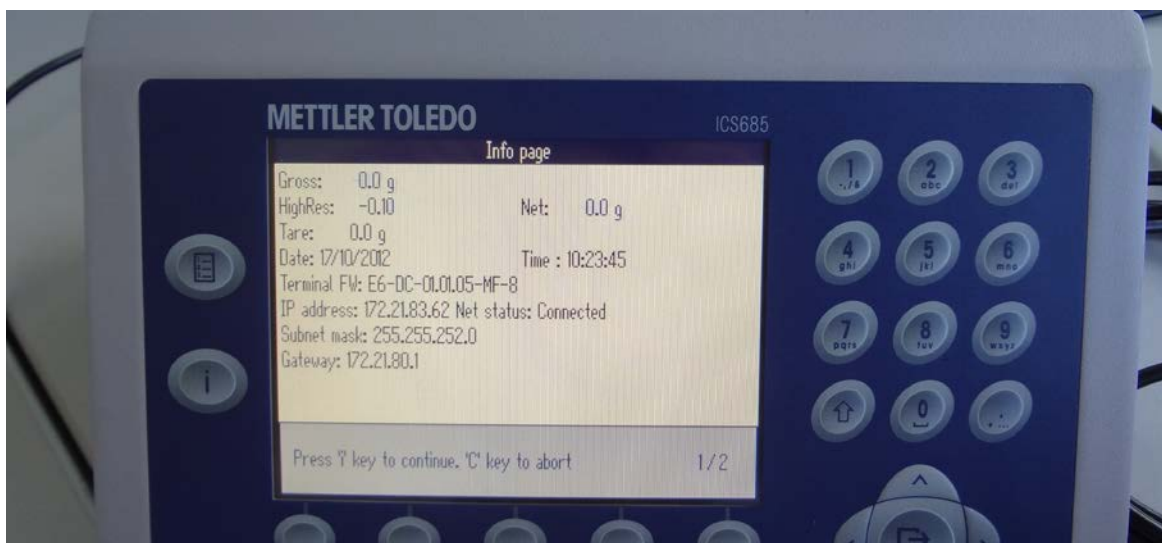 METTLER TOLEDO
ICS685
Info page
Gross: 0.0 g
HighRes: -0.10 Net: 0.0 g
Tare: 0.0 g
Date: 17/10/2012 Time : 10:23:45
Terminal FW: E6-DC-01.01.05-MF-8
IP address: 172.21.83.62 Net status: Connected
Subnet mask: 255.255.252.0
Gateway: 172.21.80.1
Press 'i' key to continue. 'C' key to abort 1/2
i
1 2 3
abc def
4 5 6
ghi jkl mno
7 8 9
pqrs tuv wxyz
0